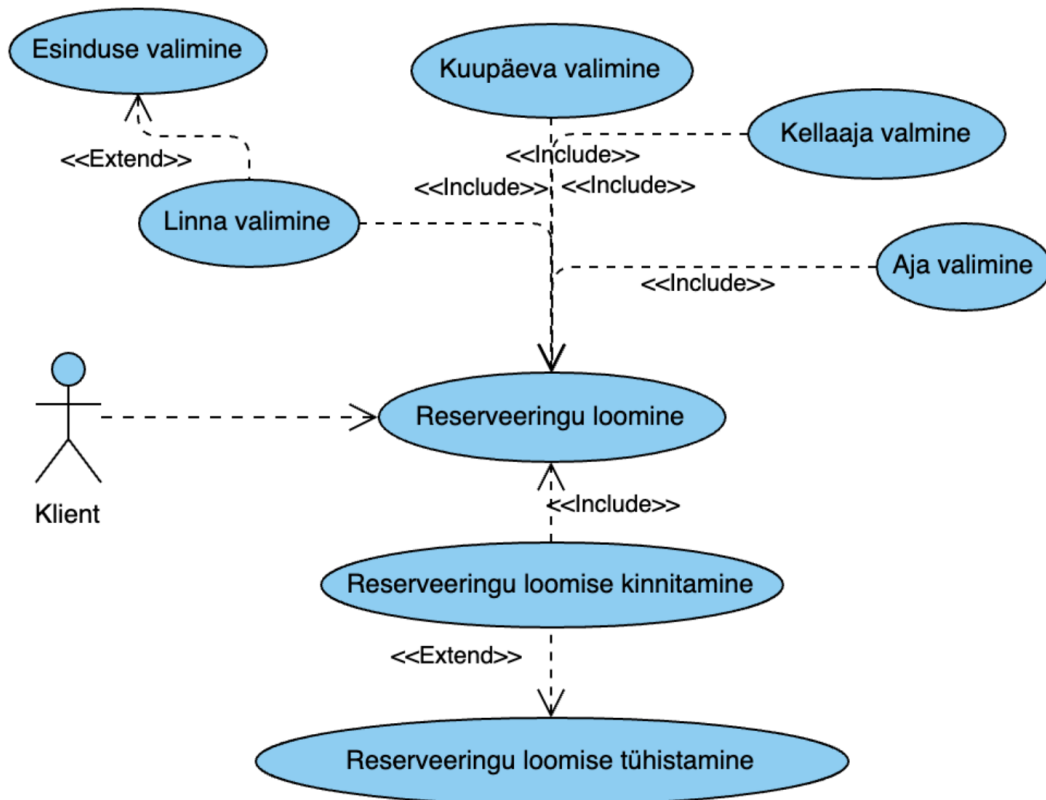 Esinduse valimine
Kuupäeva valimine
Kellaaja valmine
<<Extend>>
<<Include>>
<<Include>>
<<Include>>
Linna valimine
Aja valimine
<<Include>>
Reserveeringu loomine
Klient
<<Include>>
Reserveeringu loomise kinnitamine
<<Extend>>
Reserveeringu loomise tühistamine